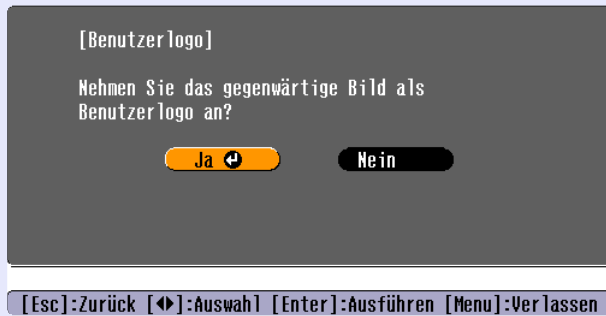 [Benutzerlogo]
Nehmen Sie das gegenwärtige Bild als
Benutzerlogo an?
Ja Nein
[Esc]:Zurück [◆]:Auswahl [Enter]:Ausführen [Menu]:Verlassen